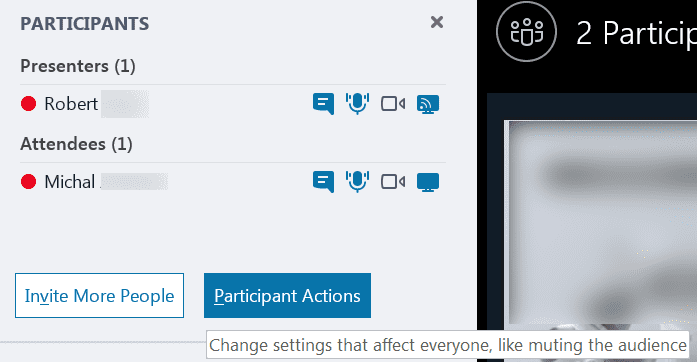 PARTICIPANTS
2 Particip
Presenters (1)
Robert
Attendees (1)
Michal
Invite More People
Participant Actions
Change settings that affect everyone, like muting the audience